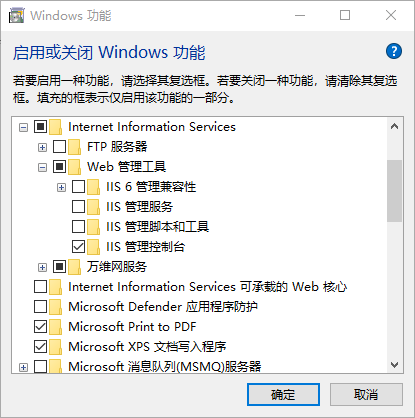 Windows 功能
启用或关闭 Windows 功能
若要启用一种功能，请选择其复选框。若要关闭一种功能，请清除其复选
框。填充的框表示仅启用该功能的一部分。
Internet Information Services
FTP 服务器
Web 管理工具
IIS 6 管理兼容性
IIS 管理服务
IIS 管理脚本和工具
IIS 管理控制台
万维网服务
Internet Information Services 可承载的 Web 核心
Microsoft Defender 应用程序防护
Microsoft Print to PDF
Microsoft XPS 文档写入程序
Microsoft 消息队列(MSMQ)服务器
确定
取消